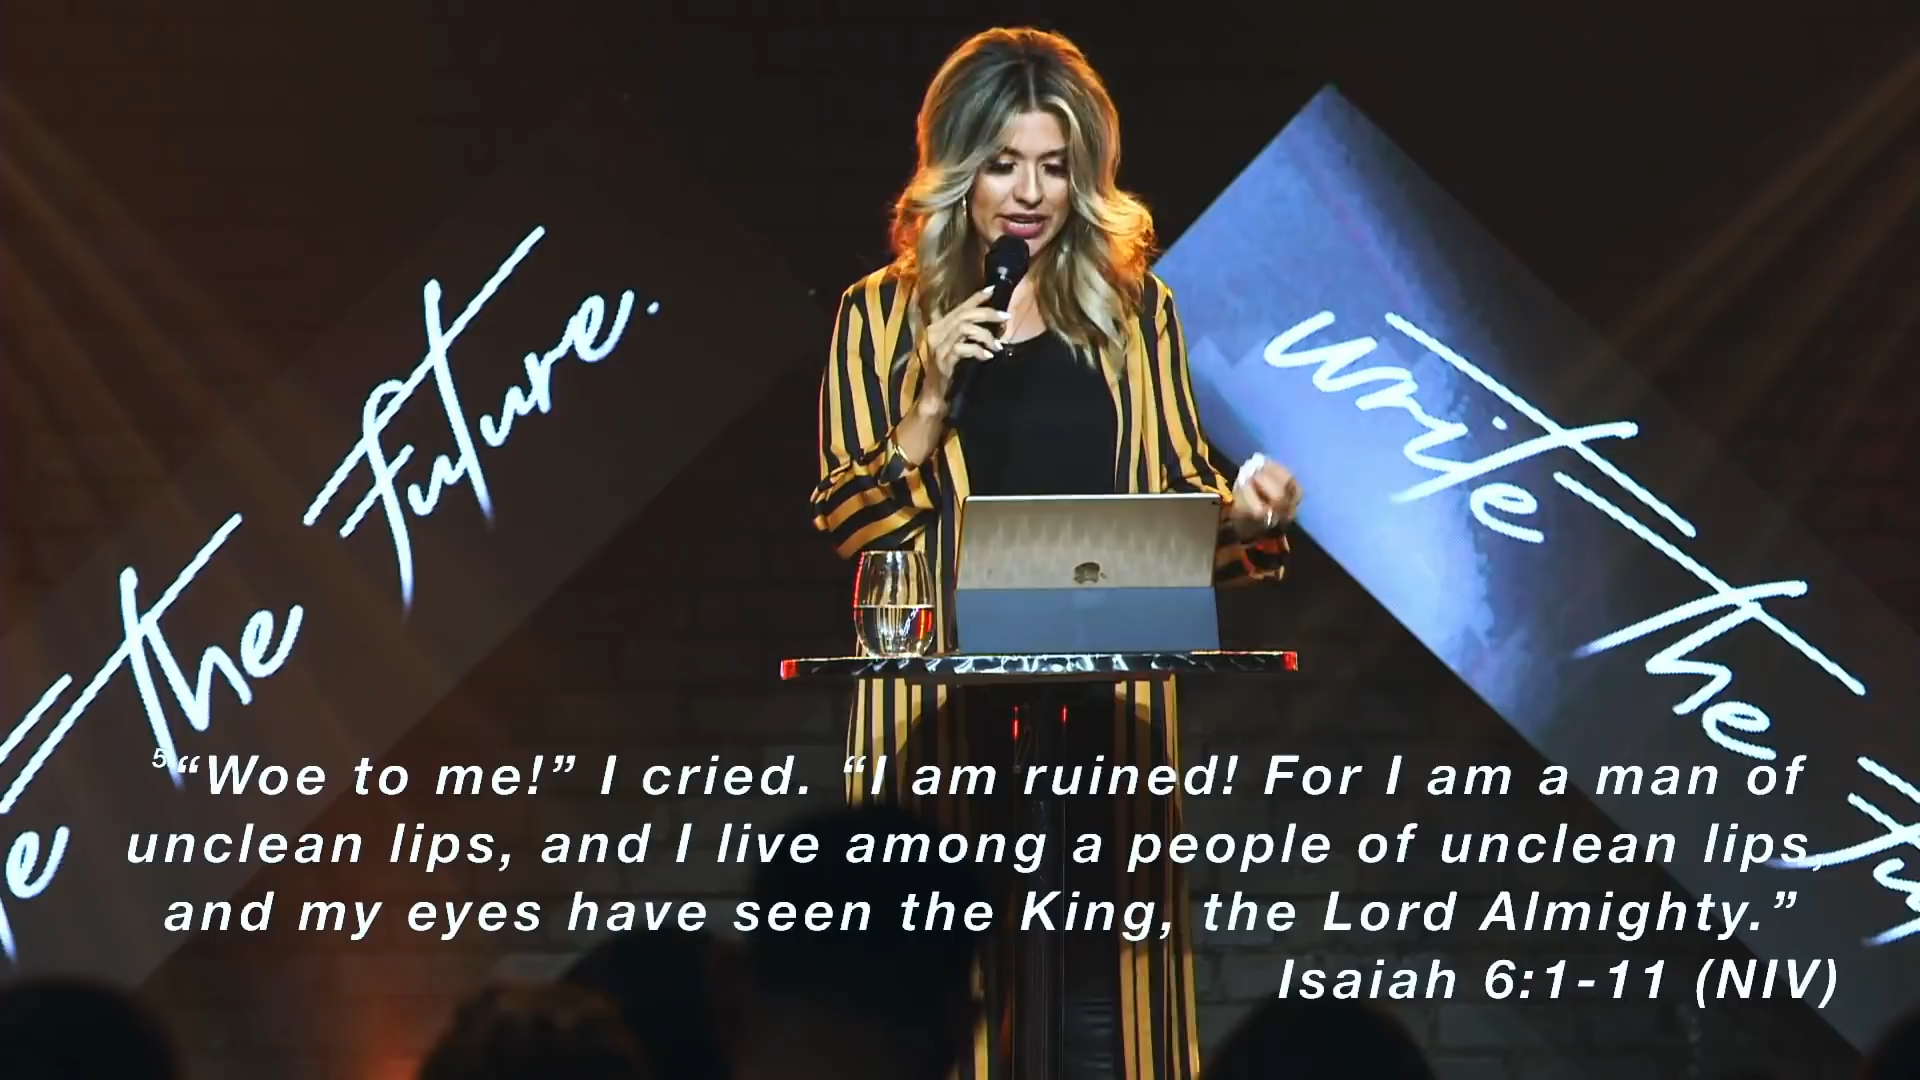 the Future.
write the
⁵“Woe to me!” I cried. “I am ruined! For I am a man of
unclean lips, and I live among a people of unclean lips,
and my eyes have seen the King, the Lord Almighty.”
Isaiah 6:1-11 (NIV)